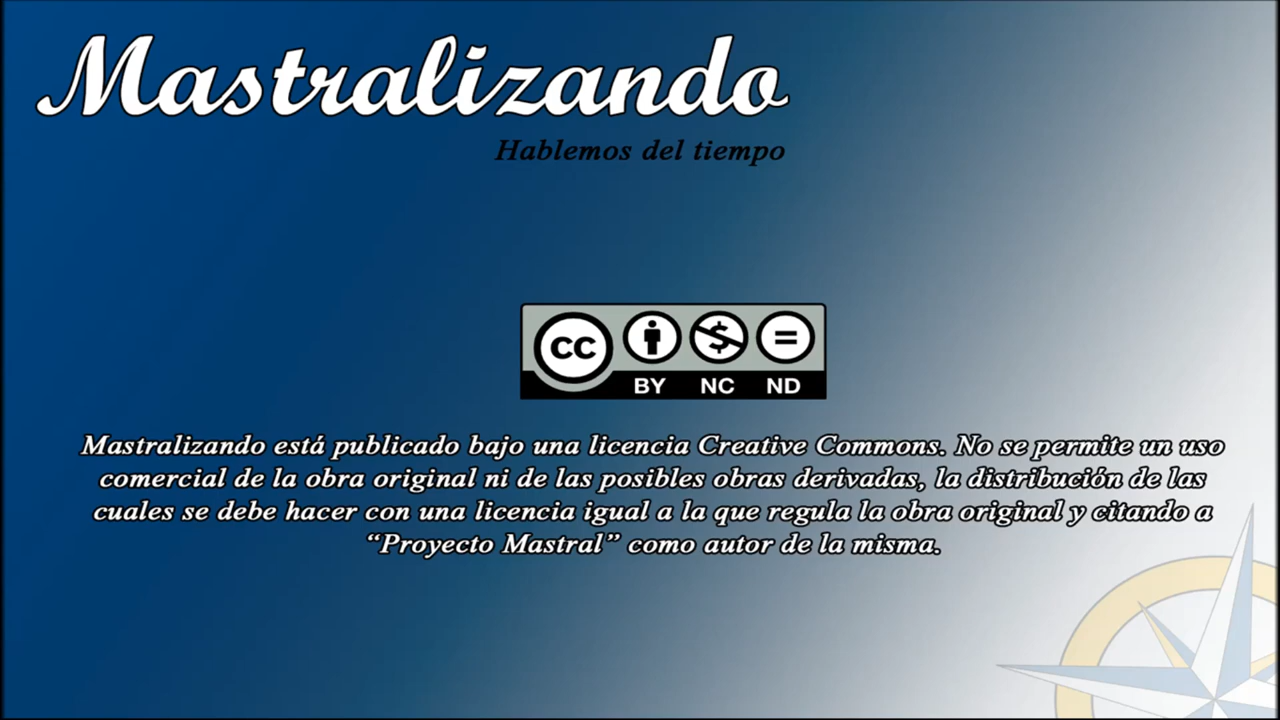 Mastralizando
Hablemos del tiempo
CC
BY NC ND
Mastralizando está publicado bajo una licencia Creative Commons. No se permite un uso
comercial de la obra original ni de las posibles obras derivadas, la distribución de las
cuales se debe hacer con una licencia igual a la que regula la obra original y citando a
“Proyecto Mastral” como autor de la misma.